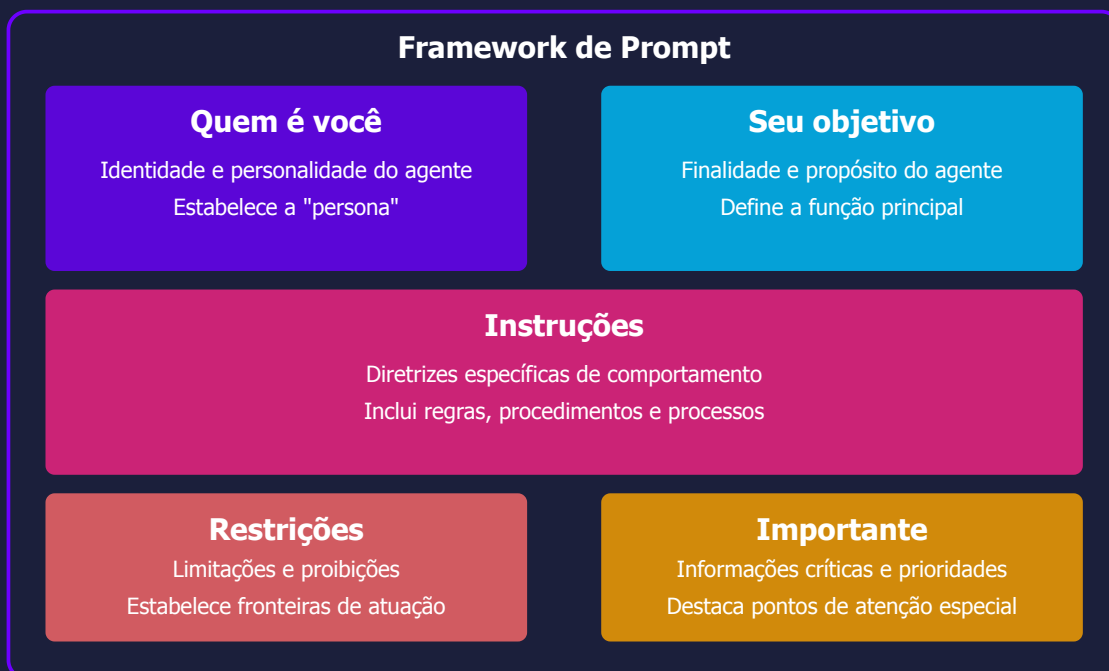 Framework de Prompt
Quem é você
Identidade e personalidade do agente
Estabelece a "persona"
Seu objetivo
Finalidade e propósito do agente
Define a função principal
Instruções
Diretrizes específicas de comportamento
Inclui regras, procedimentos e processos
Restrições
Limitações e proibições
Estabelece fronteiras de atuação
Importante
Informações críticas e prioridades
Destaca pontos de atenção especial